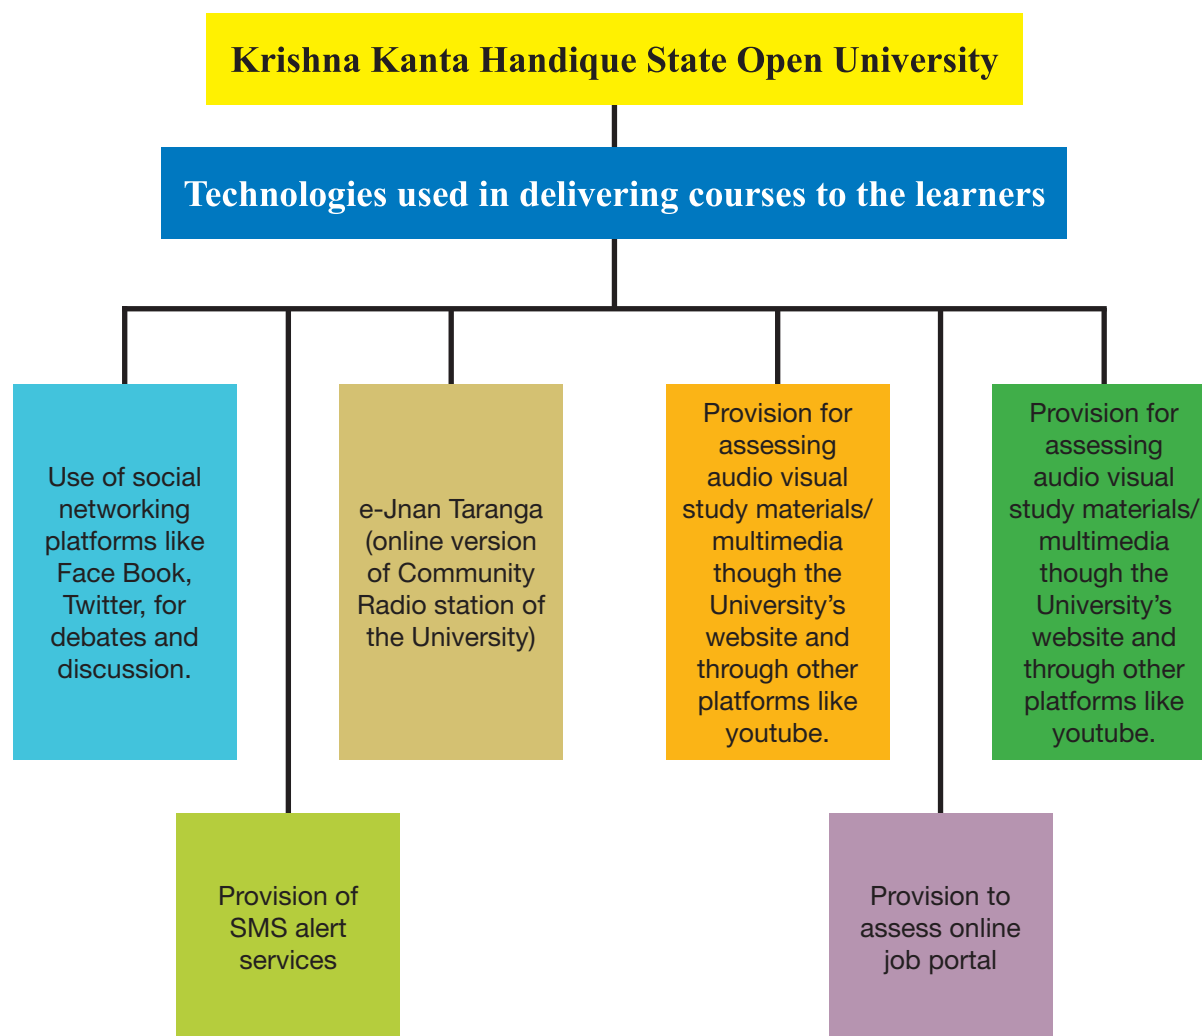 Krishna Kanta Handique State Open University
Technologies used in delivering courses to the learners
Use of social
networking
platforms like
Face Book,
Twitter, for
debates and
discussion.
e-Jnan Taranga
(online version
of Community
Radio station of
the University)
Provision for
assessing
audio visual
study materials/
multimedia
though the
University's
website and
through other
platforms like
youtube.
Provision for
assessing
audio visual
study materials/
multimedia
though the
University's
website and
through other
platforms like
youtube.
Provision of
SMS alert
services
Provision to
assess online
job portal